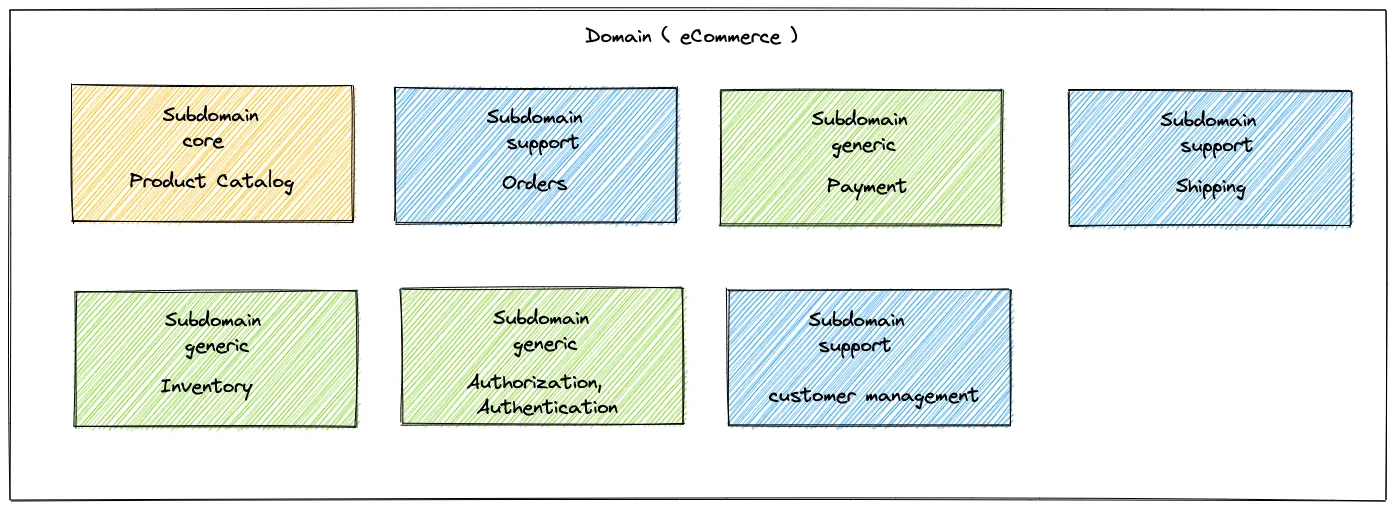 Domain ( eCommerce )
Subdomain
core
Product Catalog
Subdomain
support
Orders
Subdomain
generic
Payment
Subdomain
support
Shipping
Subdomain
generic
Inventory
Subdomain
generic
Authorization,
Authentication
Subdomain
support
customer management